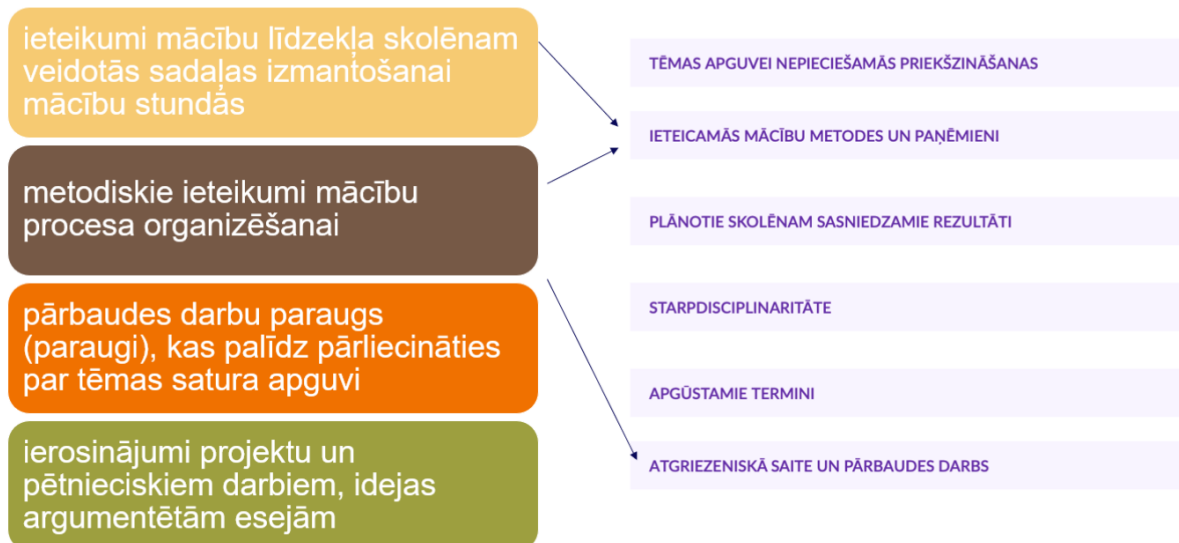 ieteikumi mācību līdzekļa skolēnam
veidotās sadaļas izmantošanai
mācību stundās
metodiskie ieteikumi mācību
procesa organizēšanai
pārbaudes darbu paraugs
(paraugi), kas palīdz pārliecināties
par tēmas satura apguvi
ierosinājumi projektu un
pētnieciskiem darbiem, idejas
argumentētām esejām
TĒMAS APGUVEI NEPIECIEŠAMĀS PRIEKŠZINĀŠANAS
IETEICAMĀS MĀCĪBU METODES UN PAŅĒMIENI
PLĀNOTIE SKOLĒNAM SASNIEDZAMIE REZULTĀTI
STARPDISCIPLINARITĀTE
APGŪSTAMIE TERMINI
ATGRIEZENISKĀ SAITE UN PĀRBAUDES DARBS